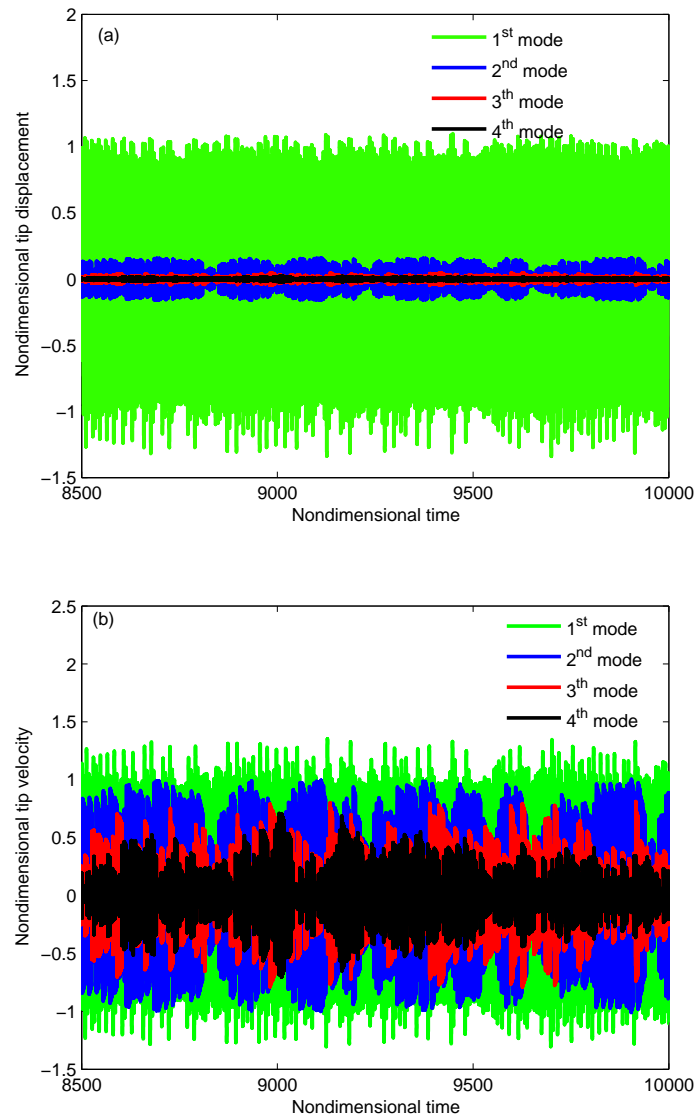 (a)
1st mode
2nd mode
3th mode
4th mode
2
1.5
1
0.5
0
−0.5
−1
−1.5
Nondimensional tip displacement
8500 9000 9500 10000
Nondimensional time
(b)
1st mode
2nd mode
3th mode
4th mode
2.5
2
1.5
1
0.5
0
−0.5
−1
−1.5
Nondimensional tip velocity
8500 9000 9500 10000
Nondimensional time